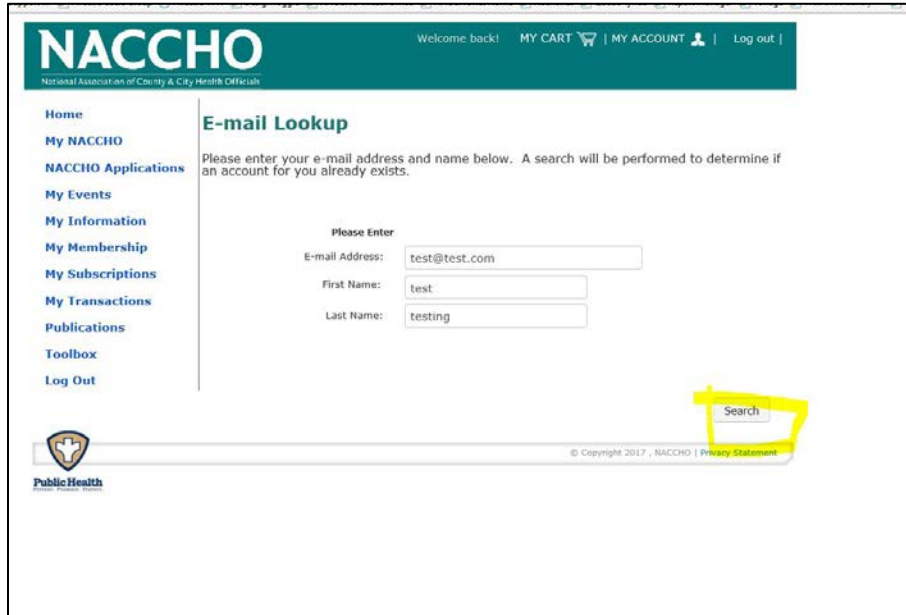 NACCHO
National Association of County & City Health Officials
Welcome back! MY CART | MY ACCOUNT | Log out |
Home
My NACCHO
NACCHO Applications
My Events
My Information
My Membership
My Subscriptions
My Transactions
Publications
Toolbox
Log Out
E-mail Lookup
Please enter your e-mail address and name below. A search will be performed to determine if
an account for you already exists.
Please Enter
E-mail Address: test@test.com
First Name: test
Last Name: testing
Search
© Copyright 2017 , NACCHO | Privacy Statement
Public Health
Prevent. Promote. Protect.